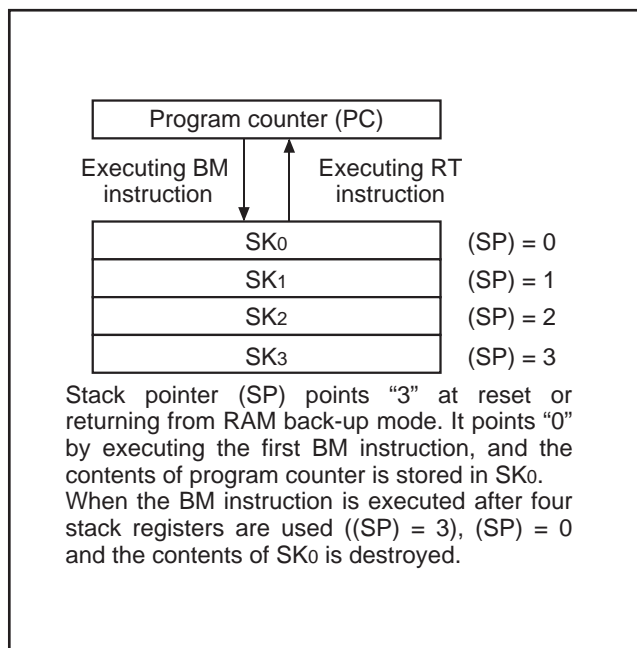 Program counter (PC)
Executing BM
instruction
Executing RT
instruction
SK0
(SP) = 0
SK1
(SP) = 1
SK2
(SP) = 2
SK3
(SP) = 3
Stack pointer (SP) points “3” at reset or
returning from RAM back-up mode. It points “0”
by executing the first BM instruction, and the
contents of program counter is stored in SK0.
When the BM instruction is executed after four
stack registers are used ((SP) = 3), (SP) = 0
and the contents of SK0 is destroyed.